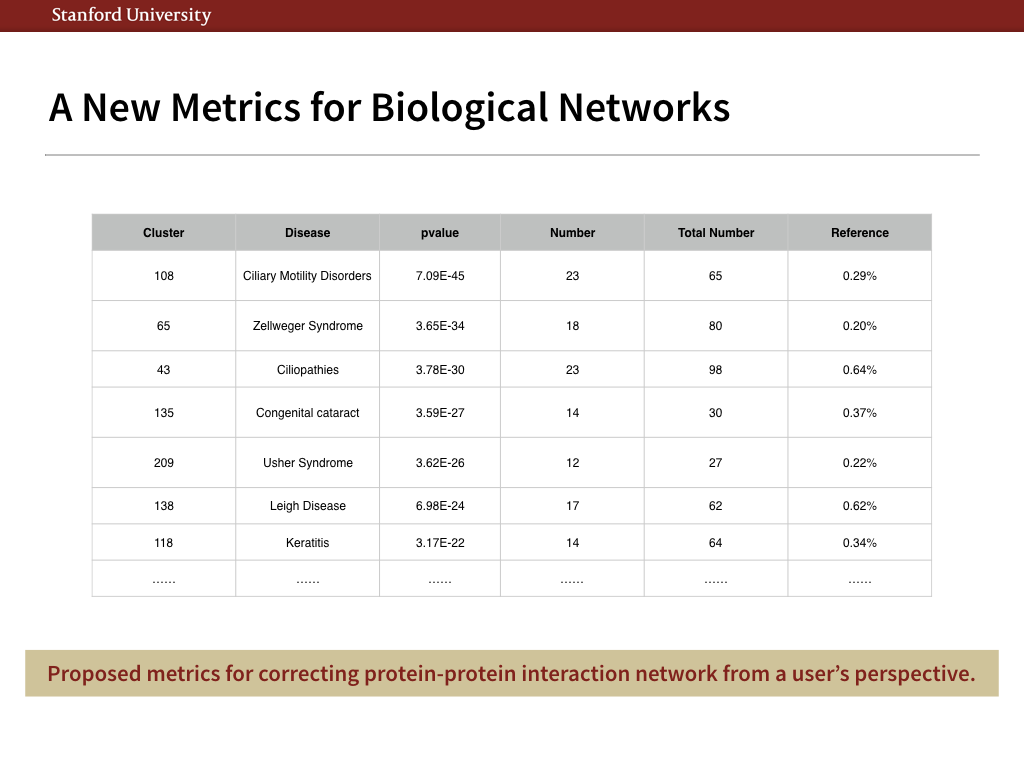 Stanford University
A New Metrics for Biological Networks
Cluster Disease pvalue Number Total Number Reference
108 Ciliary Motility Disorders 7.09E-45 23 65 0.29%
65 Zellweger Syndrome 3.65E-34 18 80 0.20%
43 Ciliopathies 3.78E-30 23 98 0.64%
135 Congenital cataract 3.59E-27 14 30 0.37%
209 Usher Syndrome 3.62E-26 12 27 0.22%
138 Leigh Disease 6.98E-24 17 62 0.62%
118 Keratitis 3.17E-22 14 64 0.34%
...... ...... ...... ...... ...... ......
Proposed metrics for correcting protein-protein interaction network from a user’s perspective.